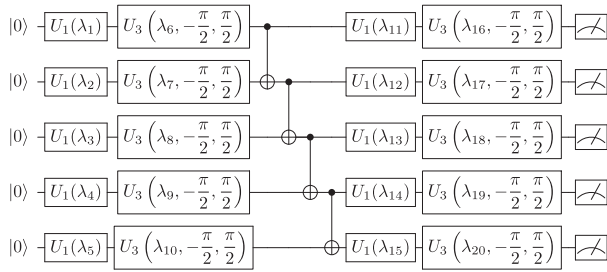 |0⟩ U₁(λ₁) U₃(λ₆, −π/2, π/2) U₁(λ₁₁) U₃(λ₁₆, −π/2, π/2)
|0⟩ U₁(λ₂) U₃(λ₇, −π/2, π/2) U₁(λ₁₂) U₃(λ₁₇, −π/2, π/2)
|0⟩ U₁(λ₃) U₃(λ₈, −π/2, π/2) U₁(λ₁₃) U₃(λ₁₈, −π/2, π/2)
|0⟩ U₁(λ₄) U₃(λ₉, −π/2, π/2) U₁(λ₁₄) U₃(λ₁₉, −π/2, π/2)
|0⟩ U₁(λ₅) U₃(λ₁₀, −π/2, π/2) U₁(λ₁₅) U₃(λ₂₀, −π/2, π/2)